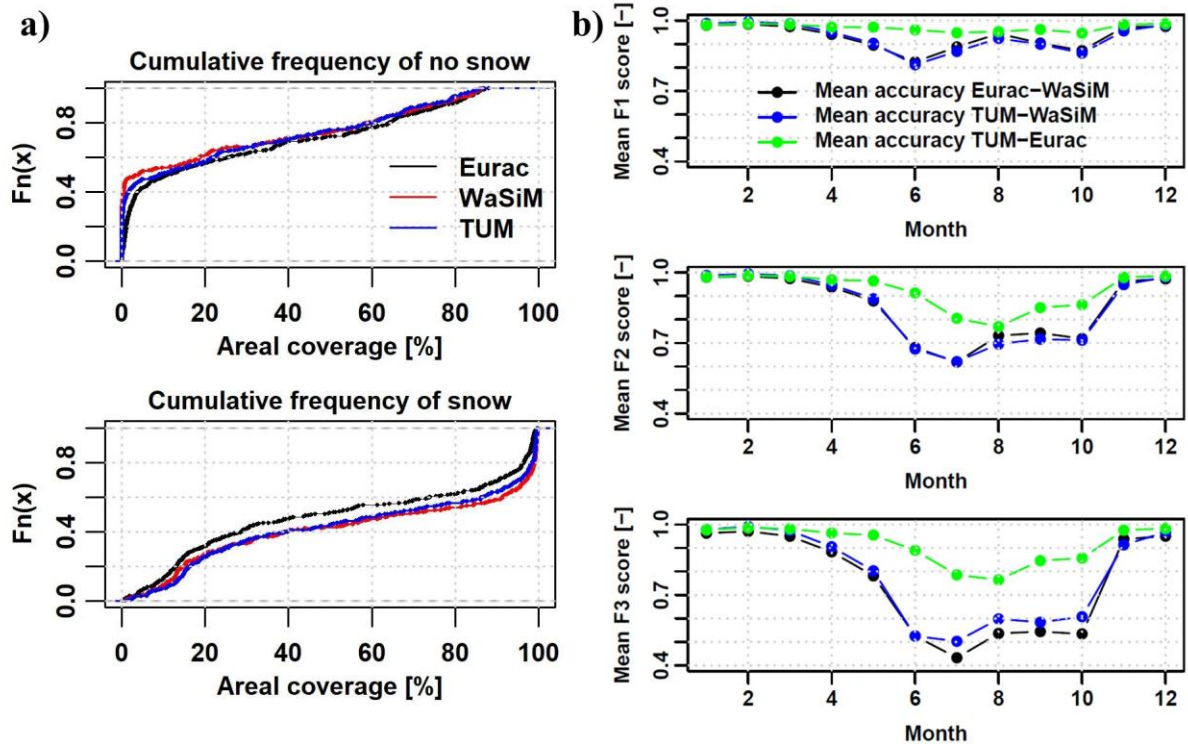 a)
Cumulative frequency of no snow
Fn(x)
0.8
0.4
0.0
Eurac
WaSiM
TUM
0 20 40 60 80 100
Areal coverage [%]
Cumulative frequency of snow
Fn(x)
0.8
0.4
0.0
0 20 40 60 80 100
Areal coverage [%]
b)
Mean F1 score [–]
1.0
0.7
0.4
Mean accuracy Eurac–WaSiM
Mean accuracy TUM–WaSiM
Mean accuracy TUM–Eurac
2 4 6 8 10 12
Month
Mean F2 score [–]
1.0
0.7
0.4
2 4 6 8 10 12
Month
Mean F3 score [–]
1.0
0.7
0.4
2 4 6 8 10 12
Month